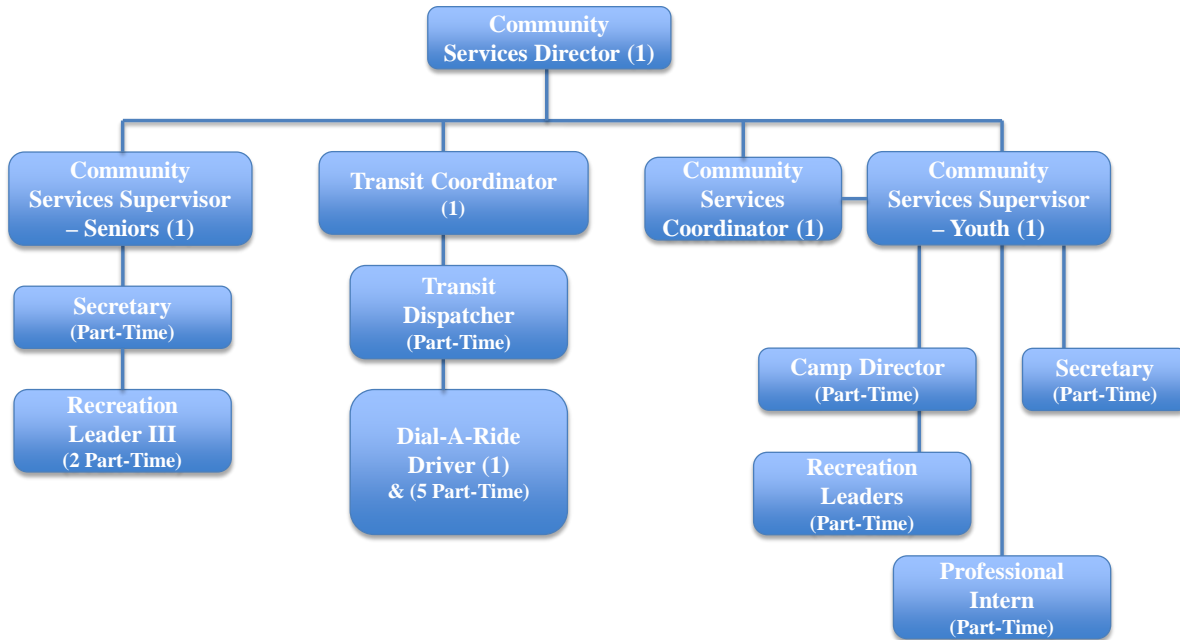 Community
Services Director (1)
Community
Services Supervisor
– Seniors (1)
Transit Coordinator
(1)
Community
Services
Coordinator (1)
Community
Services Supervisor
– Youth (1)
Secretary
(Part-Time)
Transit
Dispatcher
(Part-Time)
Camp Director
(Part-Time)
Secretary
(Part-Time)
Recreation
Leader III
(2 Part-Time)
Dial-A-Ride
Driver (1)
& (5 Part-Time)
Recreation
Leaders
(Part-Time)
Professional
Intern
(Part-Time)